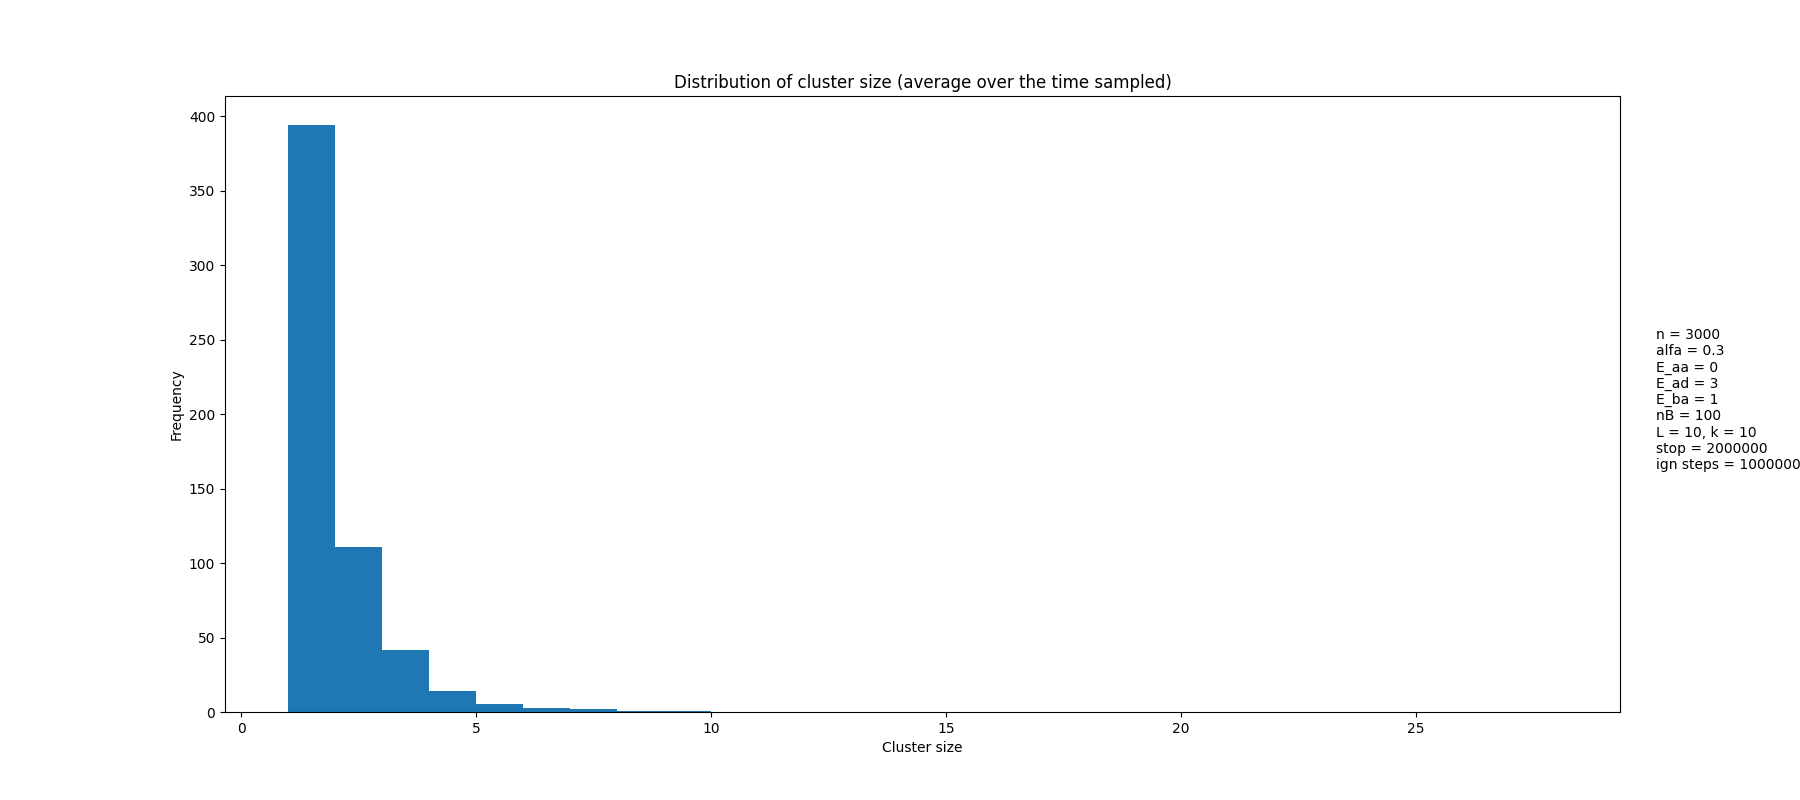 Distribution of cluster size (average over the time sampled)
400
350
300
250
200
150
100
50
0
Frequency
0 5 10 15 20 25
Cluster size
n = 3000
alfa = 0.3
E_aa = 0
E_ad = 3
E_ba = 1
nB = 100
L = 10, k = 10
stop = 2000000
ign steps = 1000000